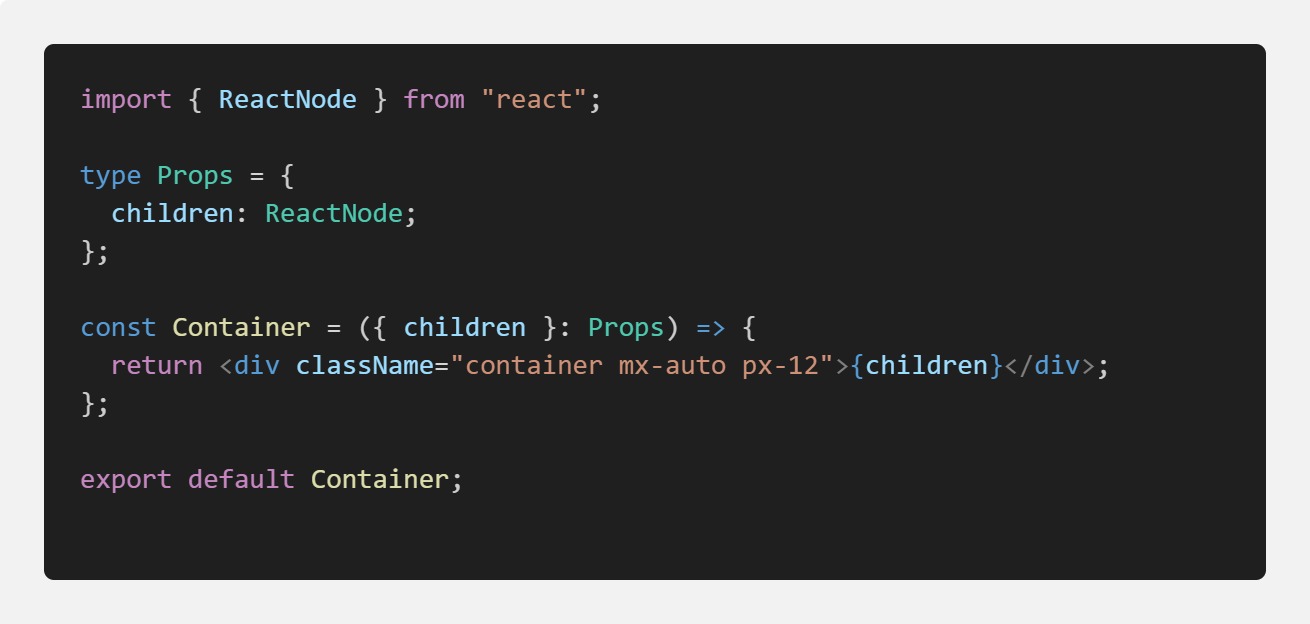 import { ReactNode } from "react";

type Props = {
  children: ReactNode;
};

const Container = ({ children }: Props) => {
  return <div className="container mx-auto px-12">{children}</div>;
};

export default Container;